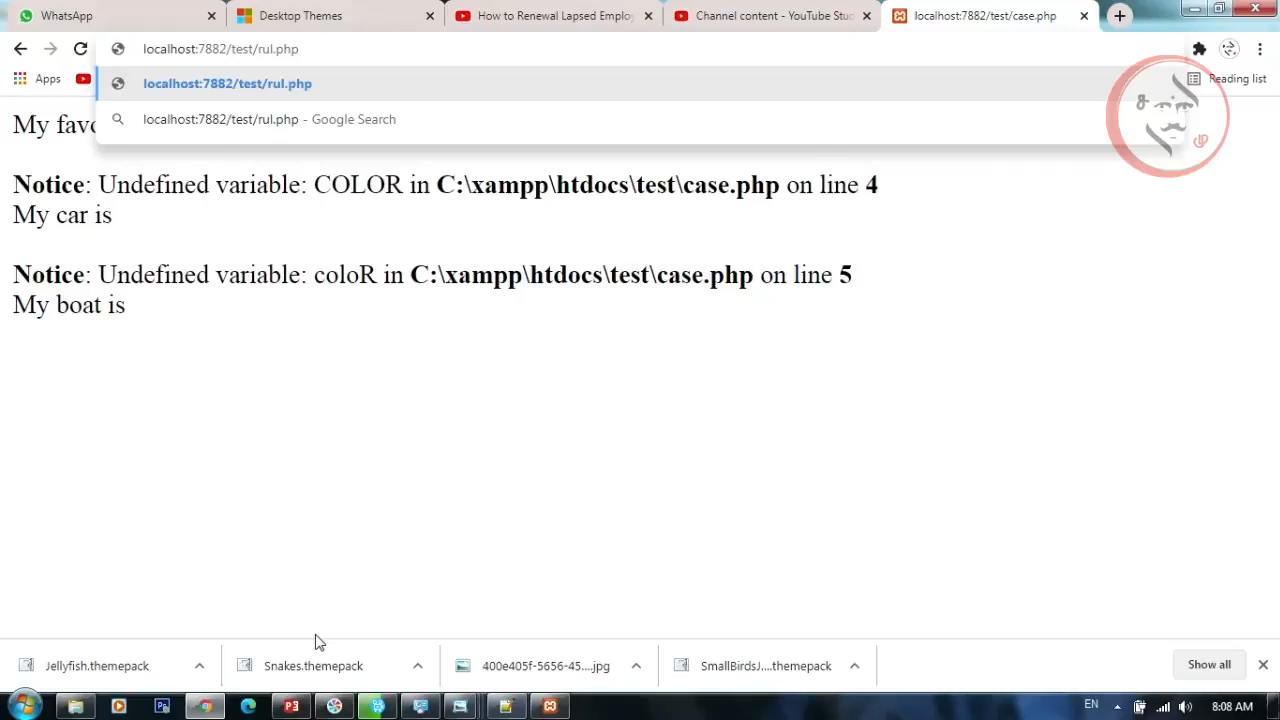 WhatsApp
Desktop Themes
How to Renewal Lapsed Employ
Channel content - YouTube Stu
localhost:7882/test/case.php
localhost:7882/test/rul.php
Apps
localhost:7882/test/rul.php
Reading list
localhost:7882/test/rul.php - Google Search
My favo
Notice: Undefined variable: COLOR in C:\xampp\htdocs\test\case.php on line 4
My car is
Notice: Undefined variable: coloR in C:\xampp\htdocs\test\case.php on line 5
My boat is
Jellyfish.themepack
Snakes.themepack
400e405f-5656-45....jpg
SmallBirdsJ....themepack
Show all
EN
8:08 AM